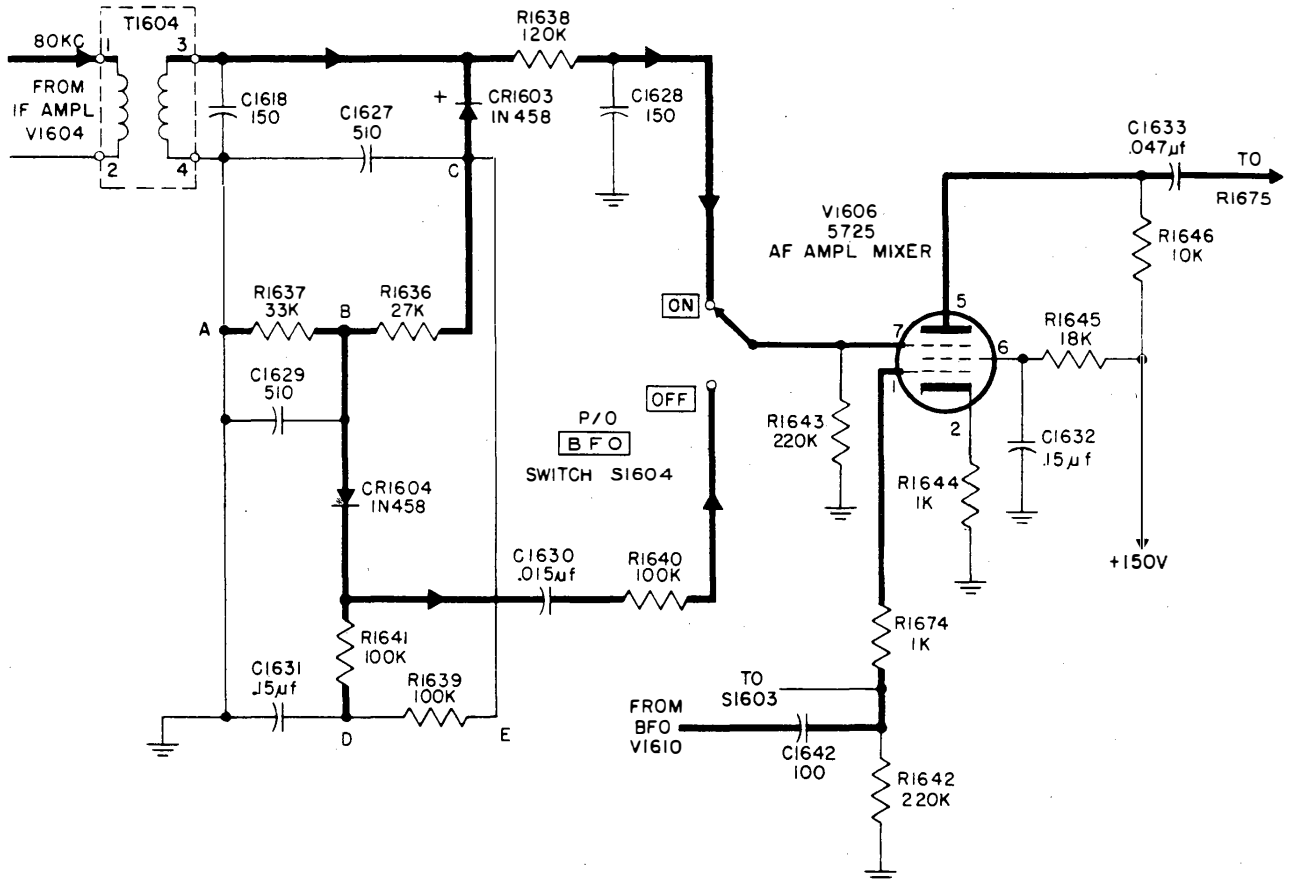 T1604
80KC
1
3
FROM
IF AMPL
V1604
2
4
C1618
150
C1627
510
+
CR1603
1N458
C
R1638
120K
C1628
150
C1633
.047µf
TO
R1675
V1606
5725
AF AMPL MIXER
R1646
10K
A
R1637
33K
B
R1636
27K
ON
5
7
6
1
2
R1645
18K
C1629
510
OFF
P/O
BFO
SWITCH S1604
R1643
220K
C1632
.15µf
R1644
1K
+150V
CR1604
1N458
C1630
.015µf
R1640
100K
R1641
100K
R1674
1K
C1631
.15µf
R1639
100K
D
E
TO
S1603
FROM
BFO
V1610
C1642
100
R1642
220K